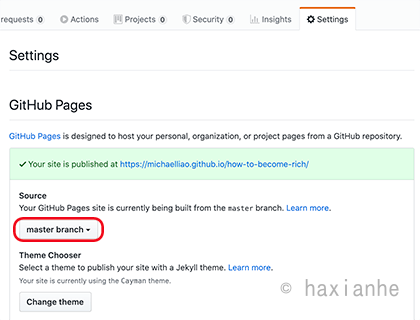 requests 0 Actions Projects 0 Security 0 Insights Settings
Settings
GitHub Pages
GitHub Pages is designed to host your personal, organization, or project pages from a GitHub repository.
Your site is published at https://michaelliao.github.io/how-to-become-rich/
Source
Your GitHub Pages site is currently being built from the master branch. Learn more.
master branch
Theme Chooser
Select a theme to publish your site with a Jekyll theme. Learn more.
Your site is currently using the Cayman theme.
Change theme
© haxianhe